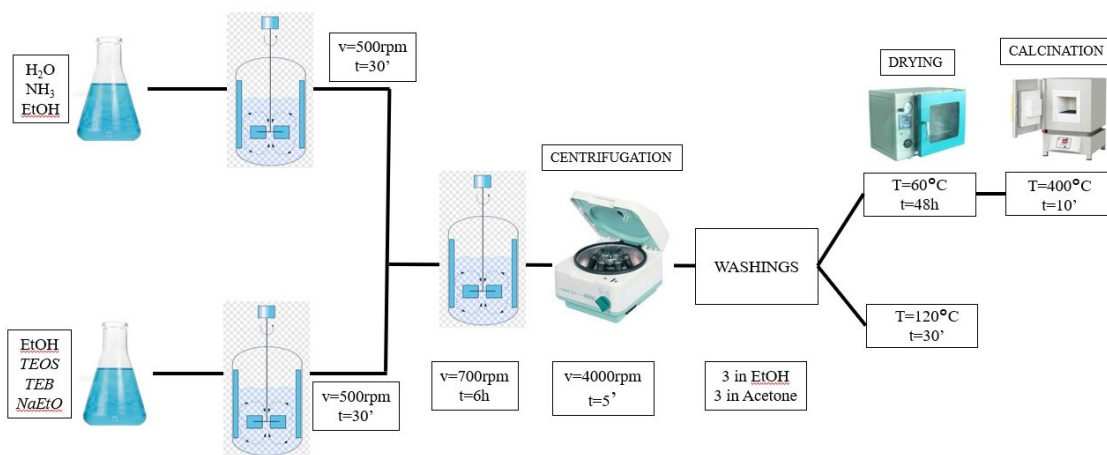 H₂O
NH₃
EtOH
v=500rpm
t=30’
EtOH
TEOS
TEB
NaEtO
v=500rpm
t=30’
v=700rpm
t=6h
CENTRIFUGATION
v=4000rpm
t=5’
WASHINGS
3 in EtOH
3 in Acetone
DRYING
T=60°C
t=48h
CALCINATION
T=400°C
t=10’
T=120°C
t=30’